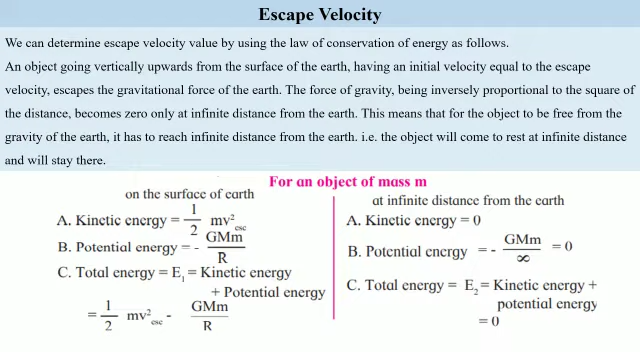 Escape Velocity
We can determine escape velocity value by using the law of conservation of energy as follows.
An object going vertically upwards from the surface of the earth, having an initial velocity equal to the escape
velocity, escapes the gravitational force of the earth. The force of gravity, being inversely proportional to the square of
the distance, becomes zero only at infinite distance from the earth. This means that for the object to be free from the
gravity of the earth, it has to reach infinite distance from the earth. i.e. the object will come to rest at infinite distance
and will stay there.
For an object of mass m
on the surface of earth
A. Kinetic energy = 1/2 mv²esc
B. Potential energy = - GMm/R
C. Total energy = E₁ = Kinetic energy
+ Potential energy
= 1/2 mv²esc - GMm/R
at infinite distance from the earth
A. Kinetic energy = 0
B. Potential energy = - GMm/∞ = 0
C. Total energy = E₂ = Kinetic energy +
potential energy
= 0